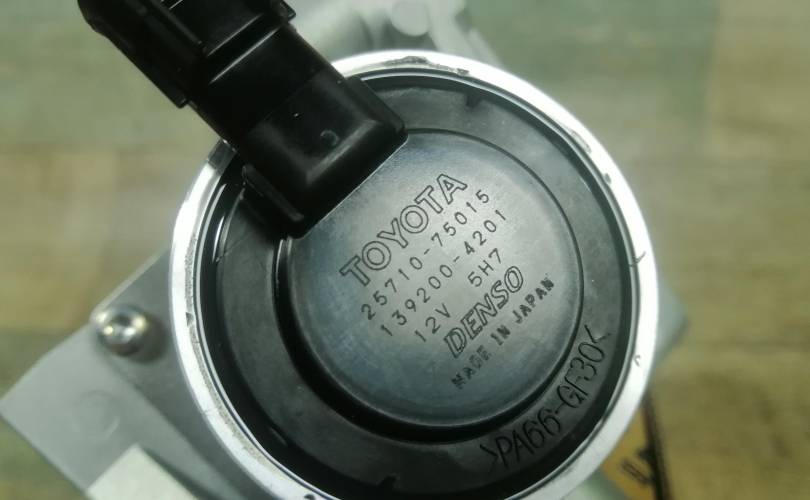 TOYOTA
25710-75015
139200-4201
12V 5H7
DENSO
MADE IN JAPAN
>PA66-GF30<